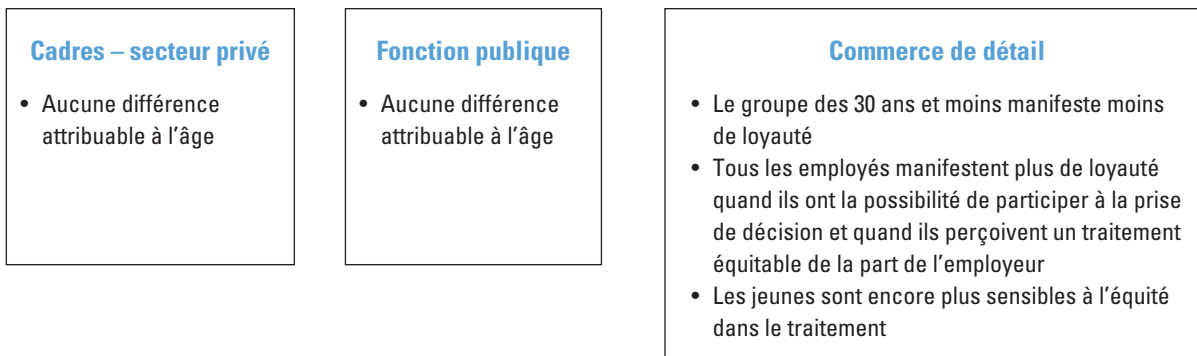 Cadres – secteur privé
• Aucune différence
attribuable à l’âge
Fonction publique
• Aucune différence
attribuable à l’âge
Commerce de détail
• Le groupe des 30 ans et moins manifeste moins
de loyauté
• Tous les employés manifestent plus de loyauté
quand ils ont la possibilité de participer à la prise
de décision et quand ils perçoivent un traitement
équitable de la part de l’employeur
• Les jeunes sont encore plus sensibles à l’équité
dans le traitement